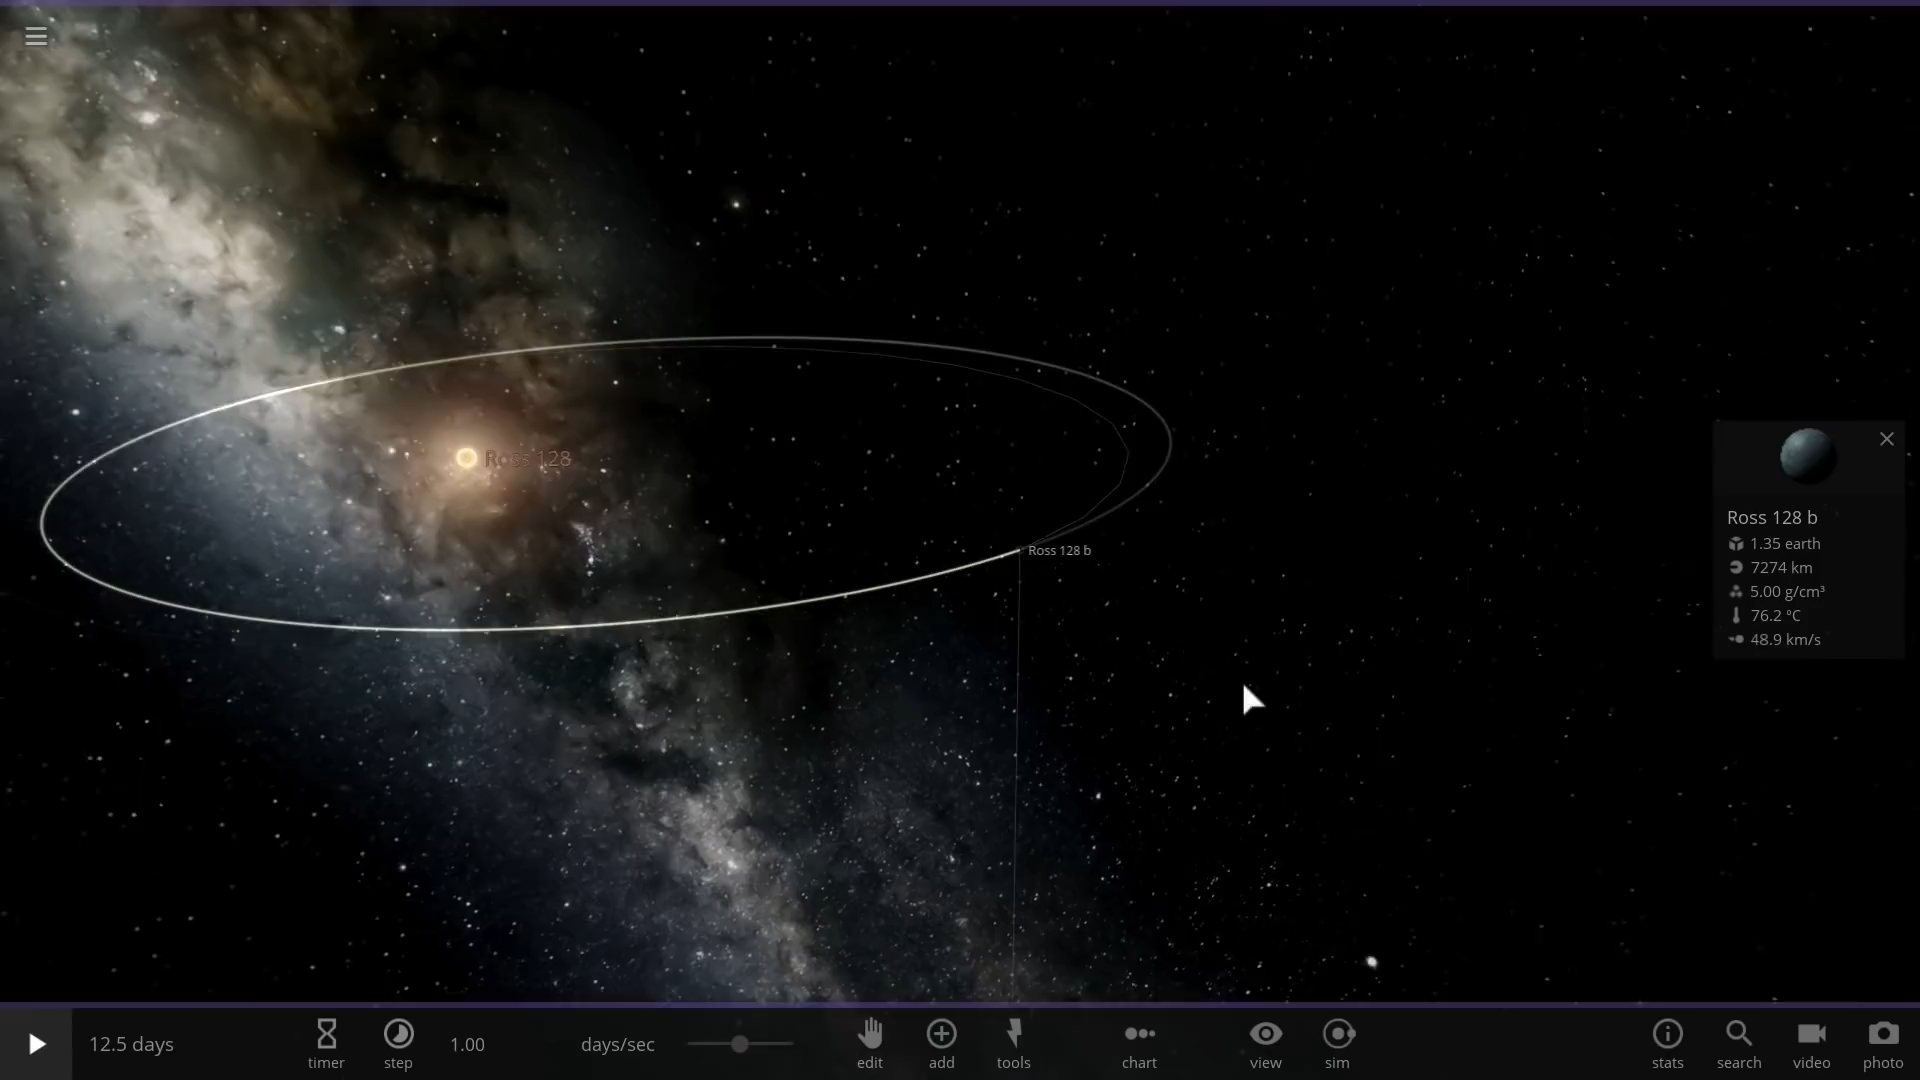 Ross 128
Ross 128 b
Ross 128 b
1.35 earth
7274 km
5.00 g/cm³
76.2 °C
48.9 km/s
12.5 days
timer
step
1.00
days/sec
edit
add
tools
chart
view
sim
stats
search
video
photo